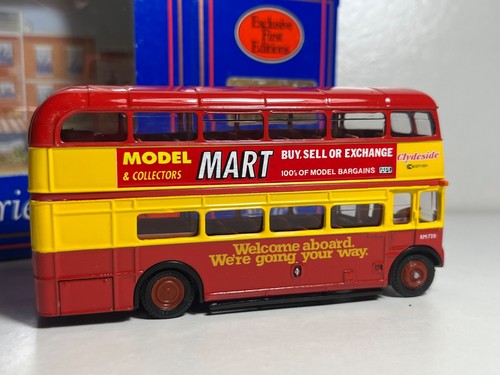 Exclusive
First
Editions
MODEL
& COLLECTORS
MART
BUY. SELL OR EXCHANGE
100's OF MODEL BARGAINS
Clydeside
Welcome aboard.
We're going your way.